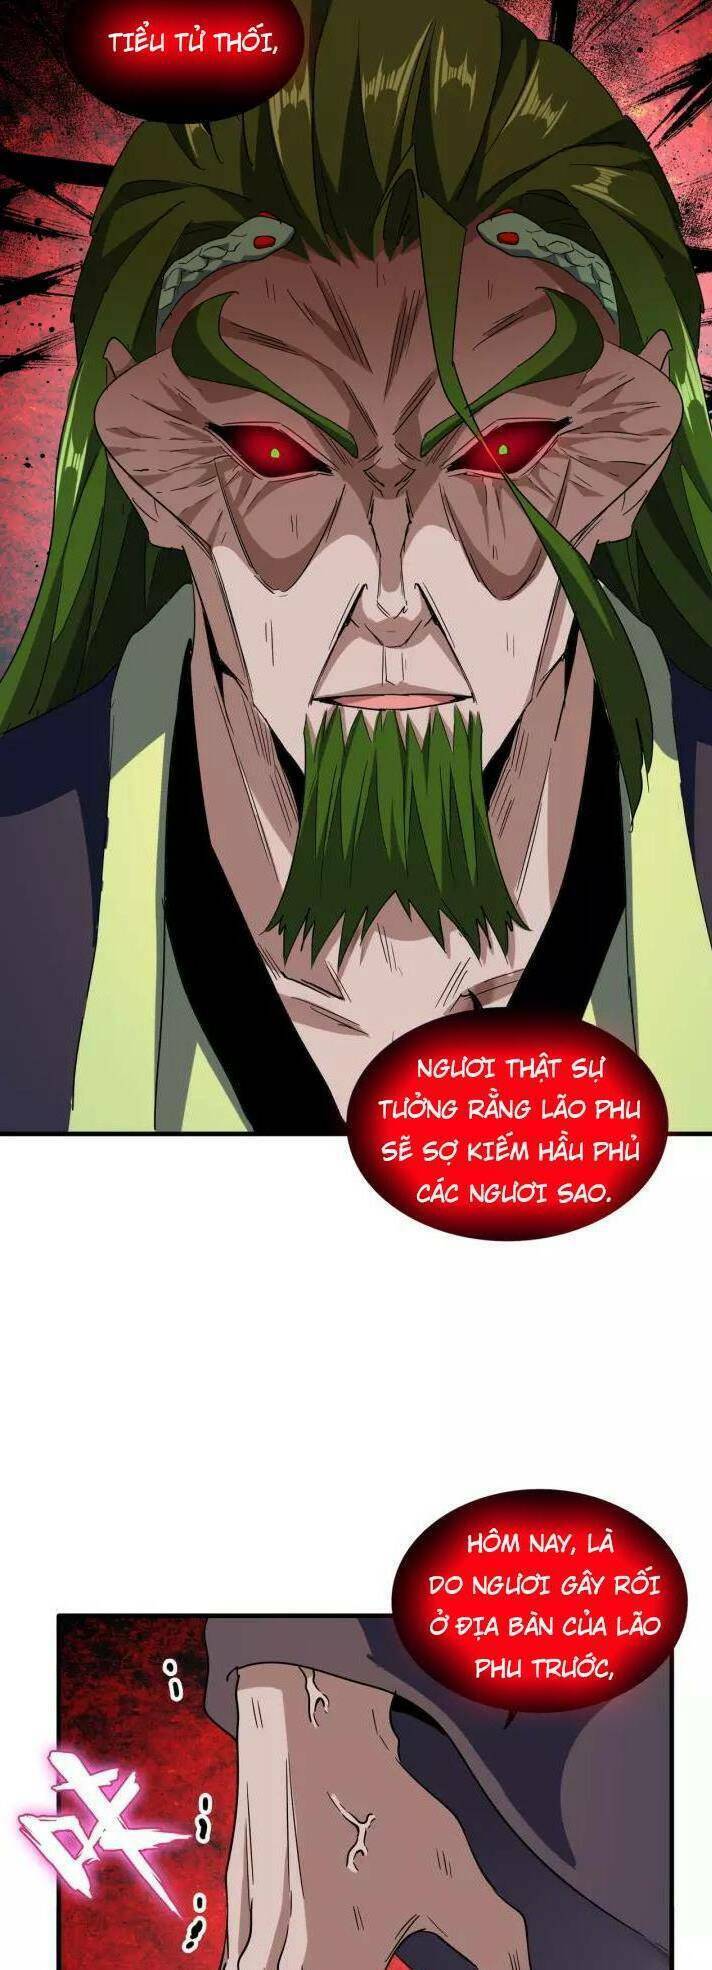 TIỂU TỬ THỐI,
NGƯƠI THẬT SỰ
TƯỞNG RẰNG LÃO PHU
SẼ SỢ KIẾM HẦU PHỦ
CÁC NGƯƠI SAO.
HÔM NAY, LÀ
DO NGƯƠI GÂY RỐI
Ở ĐỊA BÀN CỦA LÃO
PHU TRƯỚC,